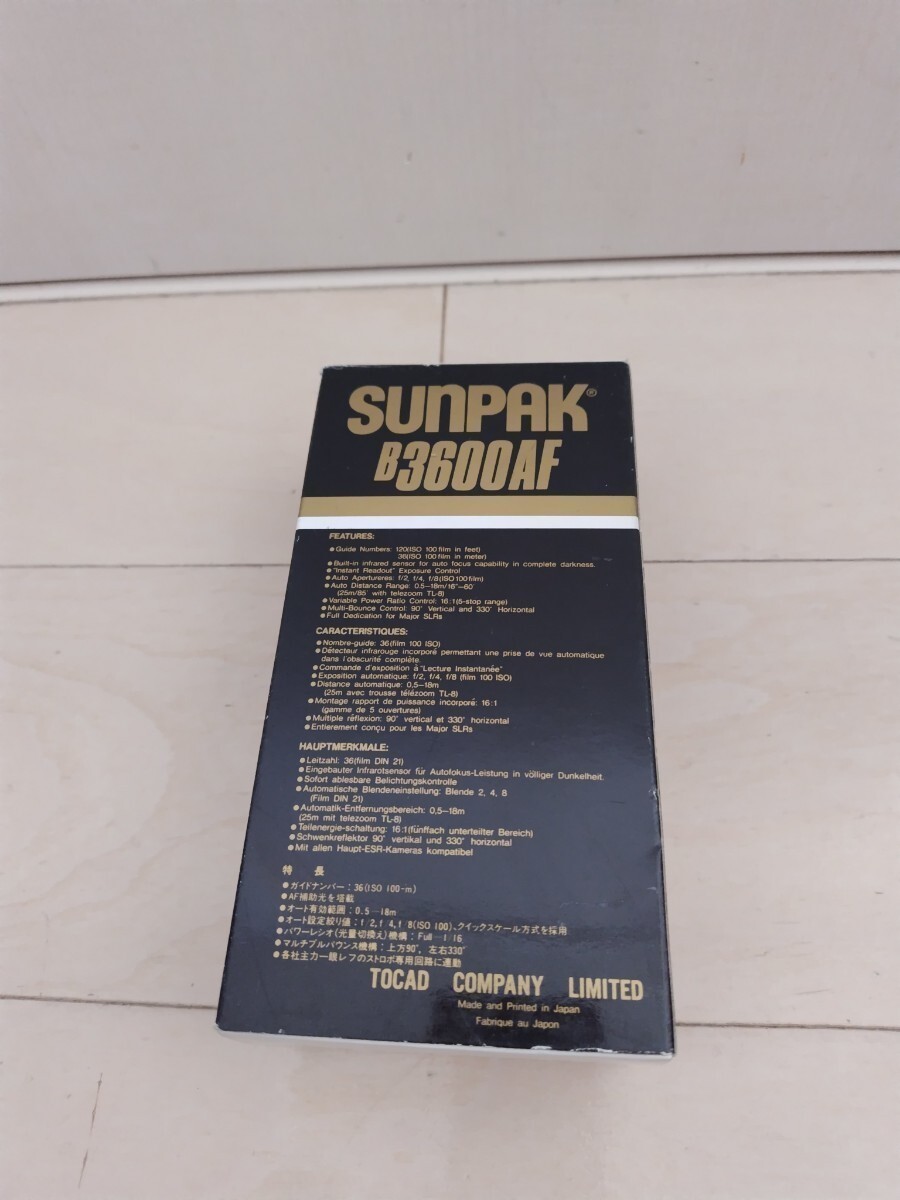 SUNPAK®
B3600AF
FEATURES:
●Guide Numbers: 120(ISO 100 film in feet)
36(ISO 100 film in meter)
●Built-in infrared sensor for auto focus capability in complete darkness.
●"Instant Readout" Exposure Control
●Auto Apertureres: f/2, f/4, f/8(ISO 100 film)
●Auto Distance Range: 0.5–18m/16"–60'
(25m/85' with telezoom TL-8)
●Variable Power Ratio Control: 16:1(5-stop range)
●Multi-Bounce Control: 90° Vertical and 330° Horizontal
●Full Dedication for Major SLRs
CARACTERISTIQUES:
●Nombre-guide: 36(film 100 ISO)
●Détecteur infrarouge incorporé permettant une prise de vue automatique
dans l'obscurité complète.
●Commande d'exposition à "Lecture Instantanée"
●Exposition automatique: f/2, f/4, f/8 (film 100 ISO)
●Distance automatique: 0,5–18m
(25m avec trousse télézoom TL-8)
●Montage rapport de puissance incorporé: 16:1
(gamme de 5 ouvertures)
●Multiple réflexion: 90° vertical et 330° horizontal
●Entierement conçu pour les Major SLRs
HAUPTMERKMALE:
●Leitzahl: 36(film DIN 21)
●Eingebauter Infrarotsensor für Autofokus-Leistung in völliger Dunkelheit.
●Sofort ablesbare Belichtungskontrolle
●Automatische Blendeneinstellung: Blende 2, 4, 8
(Film DIN 21)
●Automatik-Entfernungsbereich: 0,5–18m
(25m mit telezoom TL-8)
●Teilenergie-schaltung: 16:1(fünffach unterteilter Bereich)
●Schwenkreflektor 90° vertikal und 330° horizontal
●Mit allen Haupt-ESR-Kameras kompatibel
特 長
●ガイドナンバー：36(ISO 100-m)
●AF補助光を搭載
●オート有効範囲：0.5–18m
●オート設定絞り値：f/2, f/4, f/8(ISO 100)、クイックスケール方式を採用
●パワーレシオ(光量切換え)機構：Full–1/16
●マルチプルバウンス機構：上方90°, 左右330°
●各社主力一眼レフのストロボ専用回路に連動
TOCAD COMPANY LIMITED
Made and Printed in Japan
Fabrique au Japon